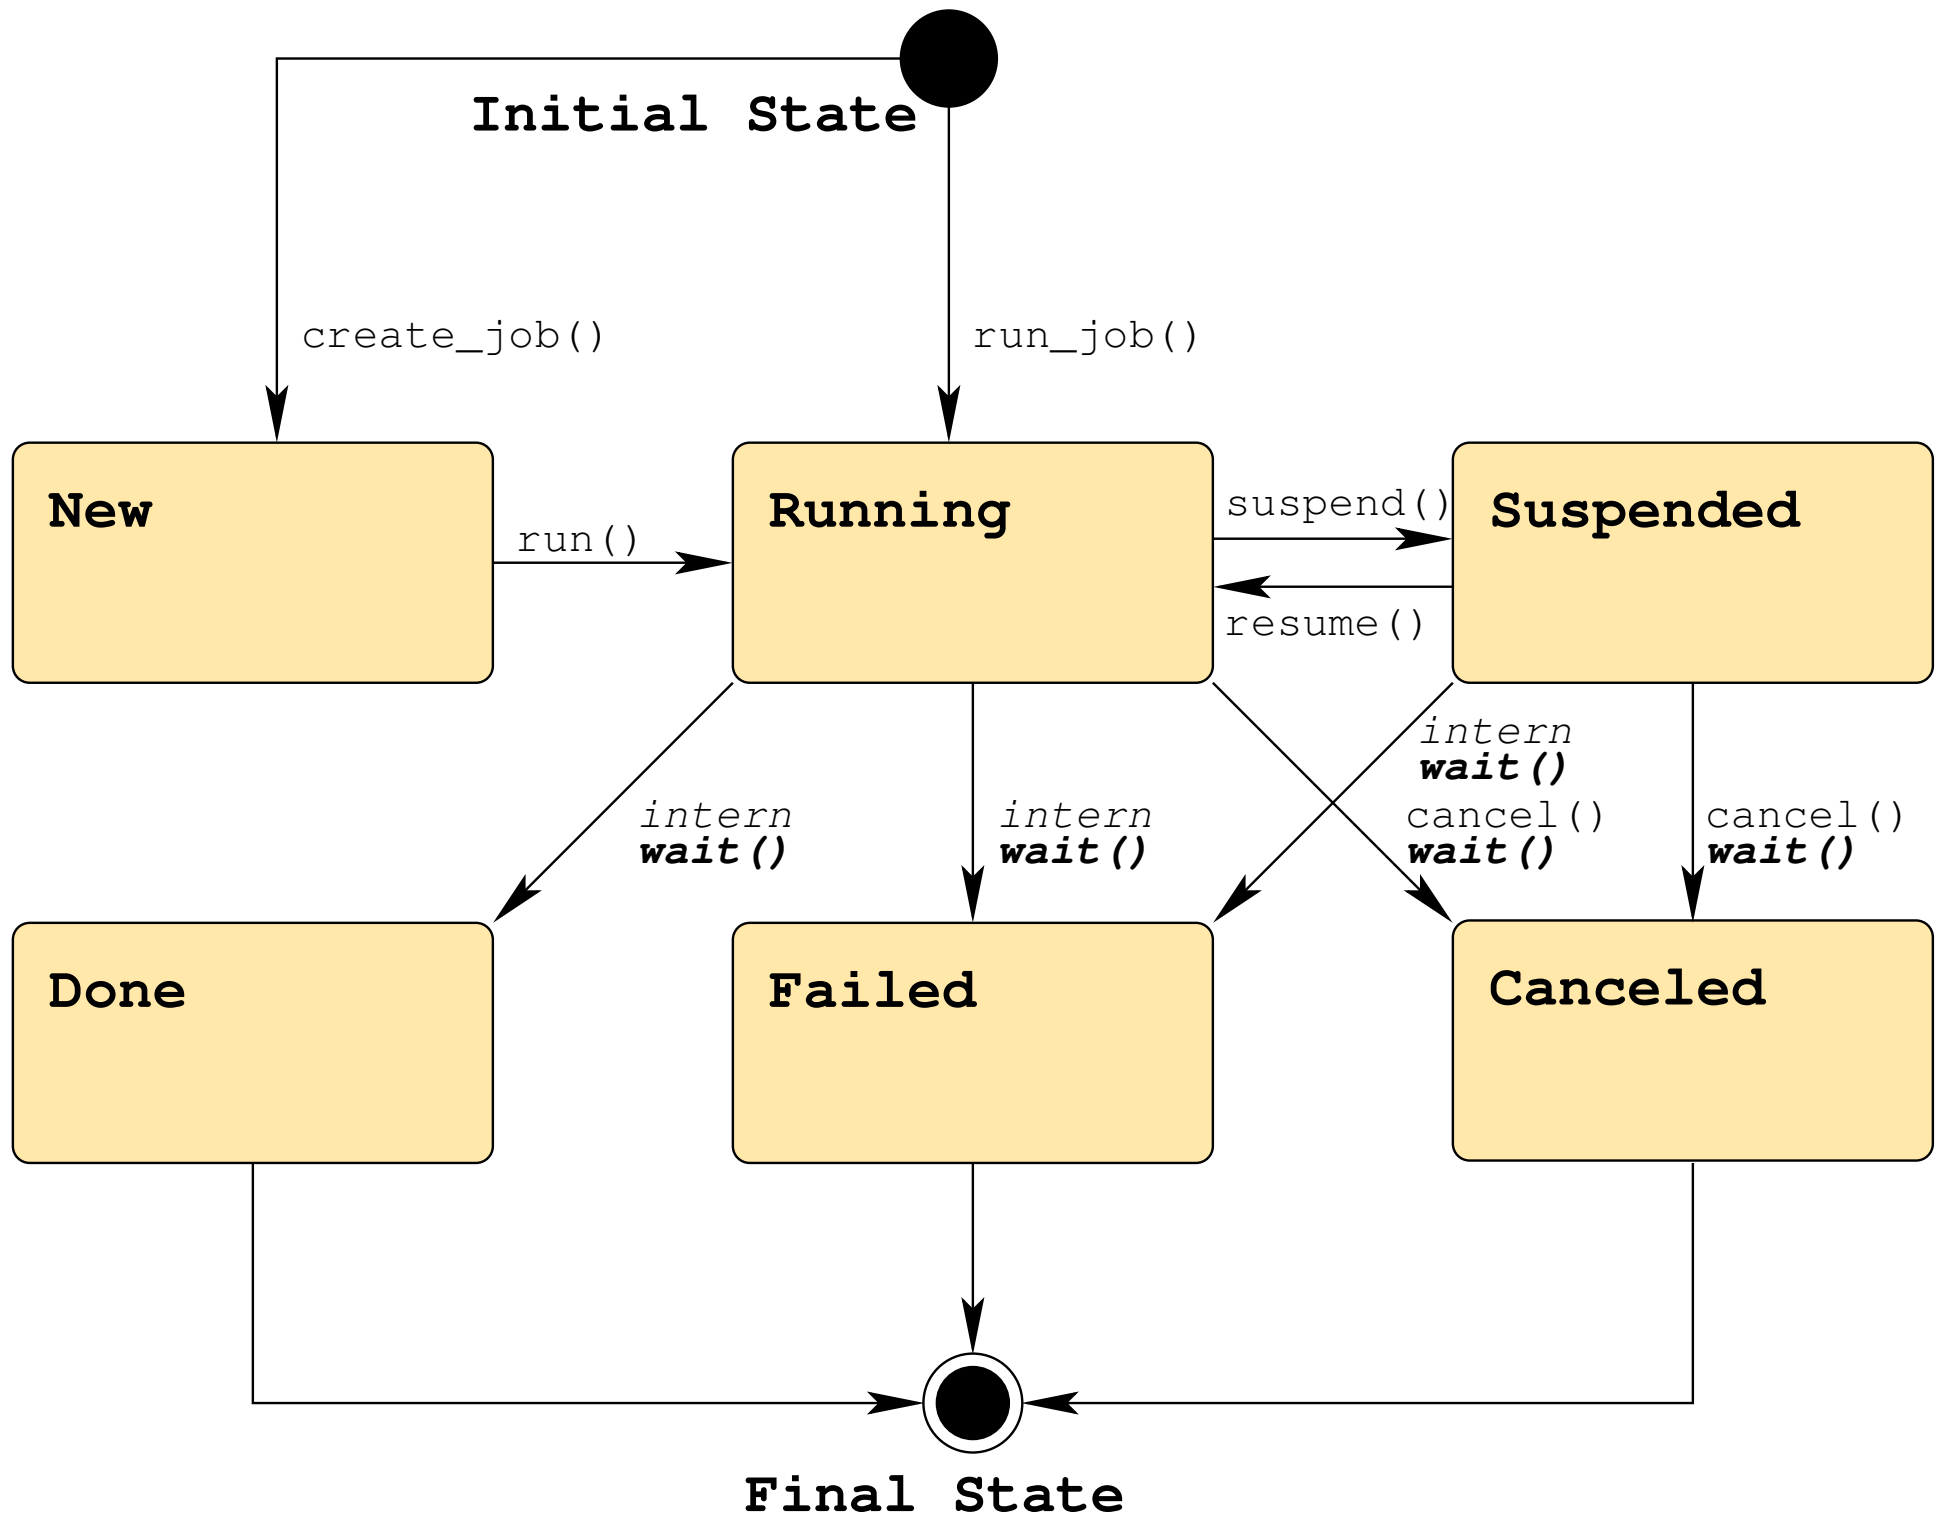 Initial State
create_job()
run_job()
New
run()
Running
suspend()
resume()
Suspended
intern
wait()
intern
wait()
intern
wait()
cancel()
wait()
cancel()
wait()
Done
Failed
Canceled
Final State